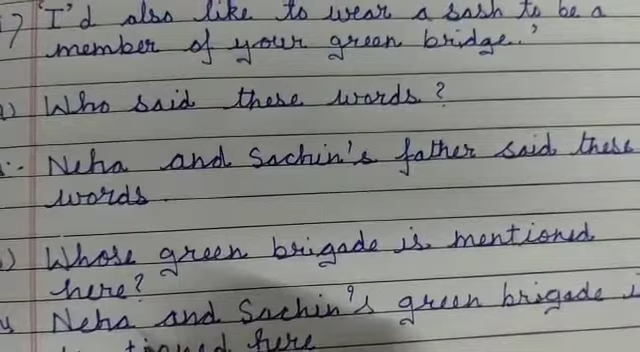 'I'd also like to wear a sash to be a
member of your green bridge.'
Who said these words?
Neha and Sachin's father said these
words.
Whose green brigade is mentioned
here?
Neha and Sachin's green brigade
here